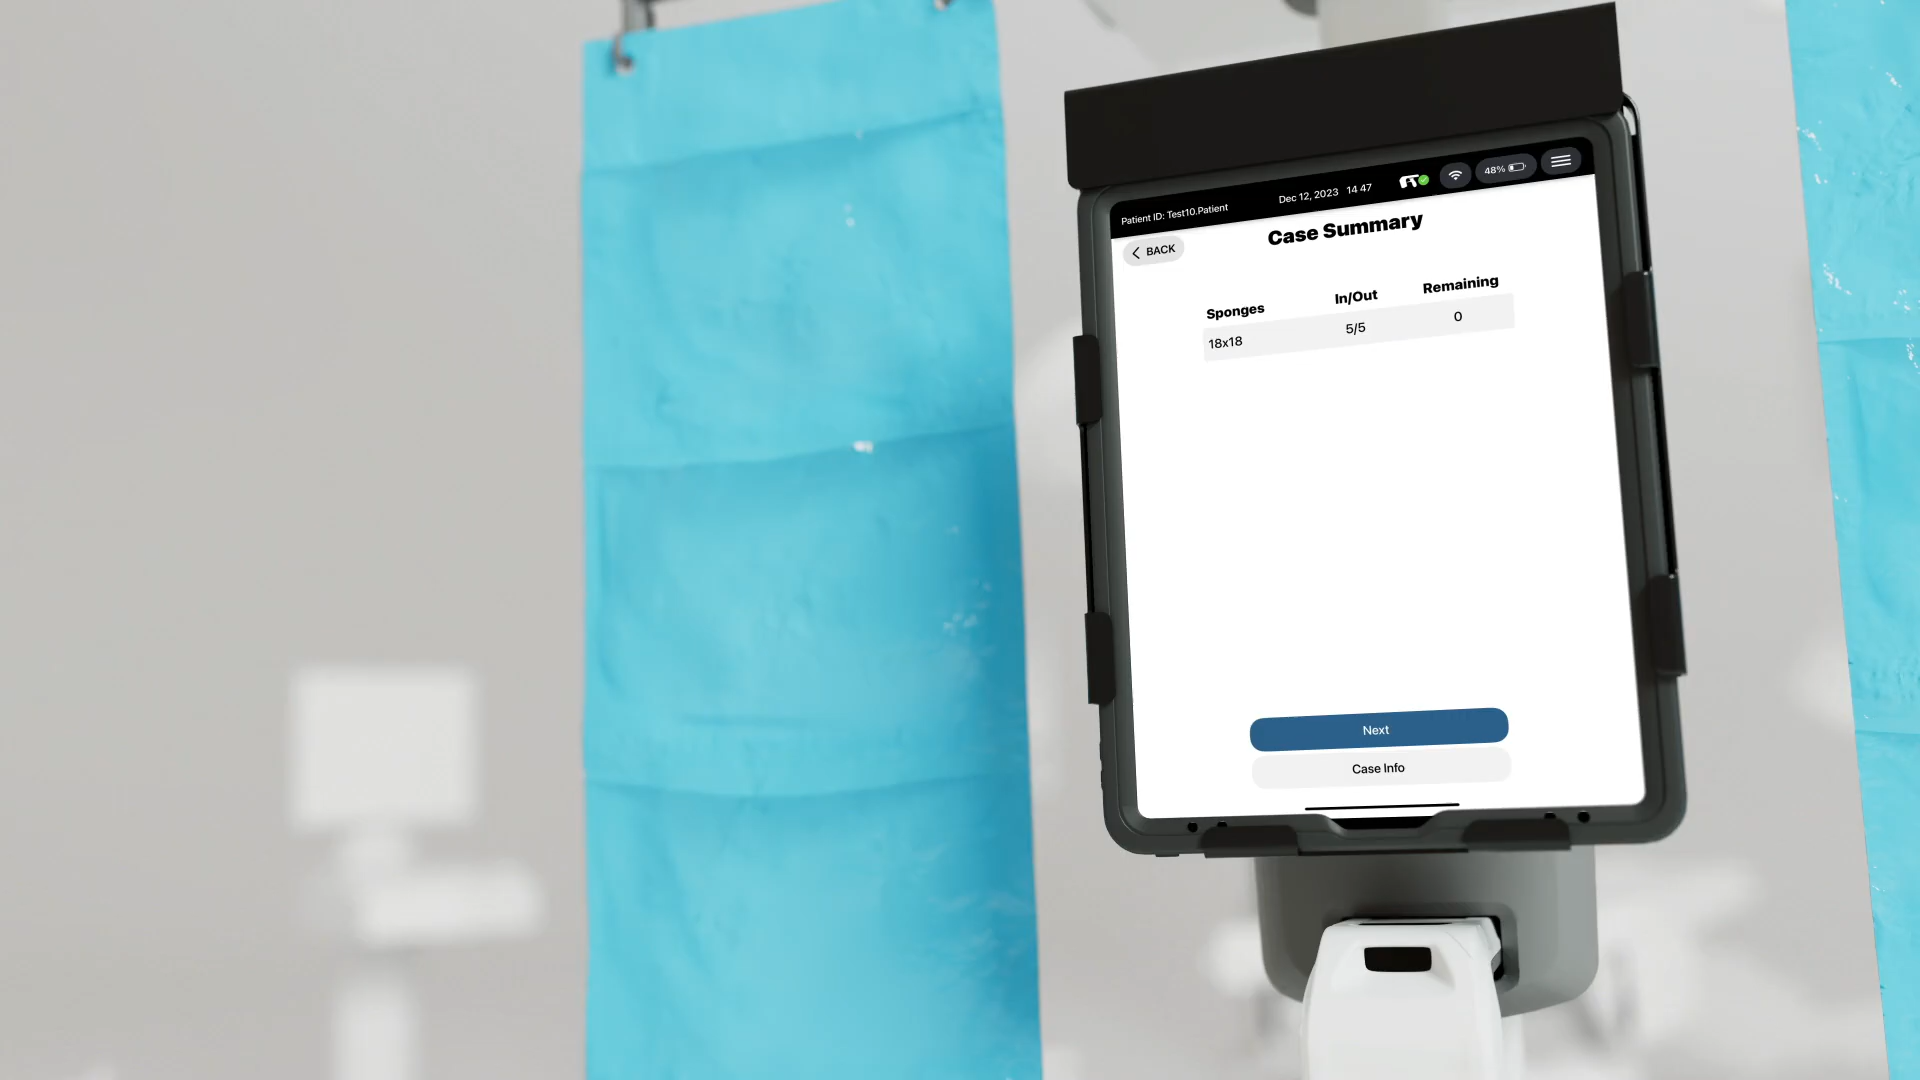 Patient ID: Test10.Patient Dec 12, 2023 14 47 48%
BACK
Case Summary
Sponges In/Out Remaining
18x18 5/5 0
Next
Case Info